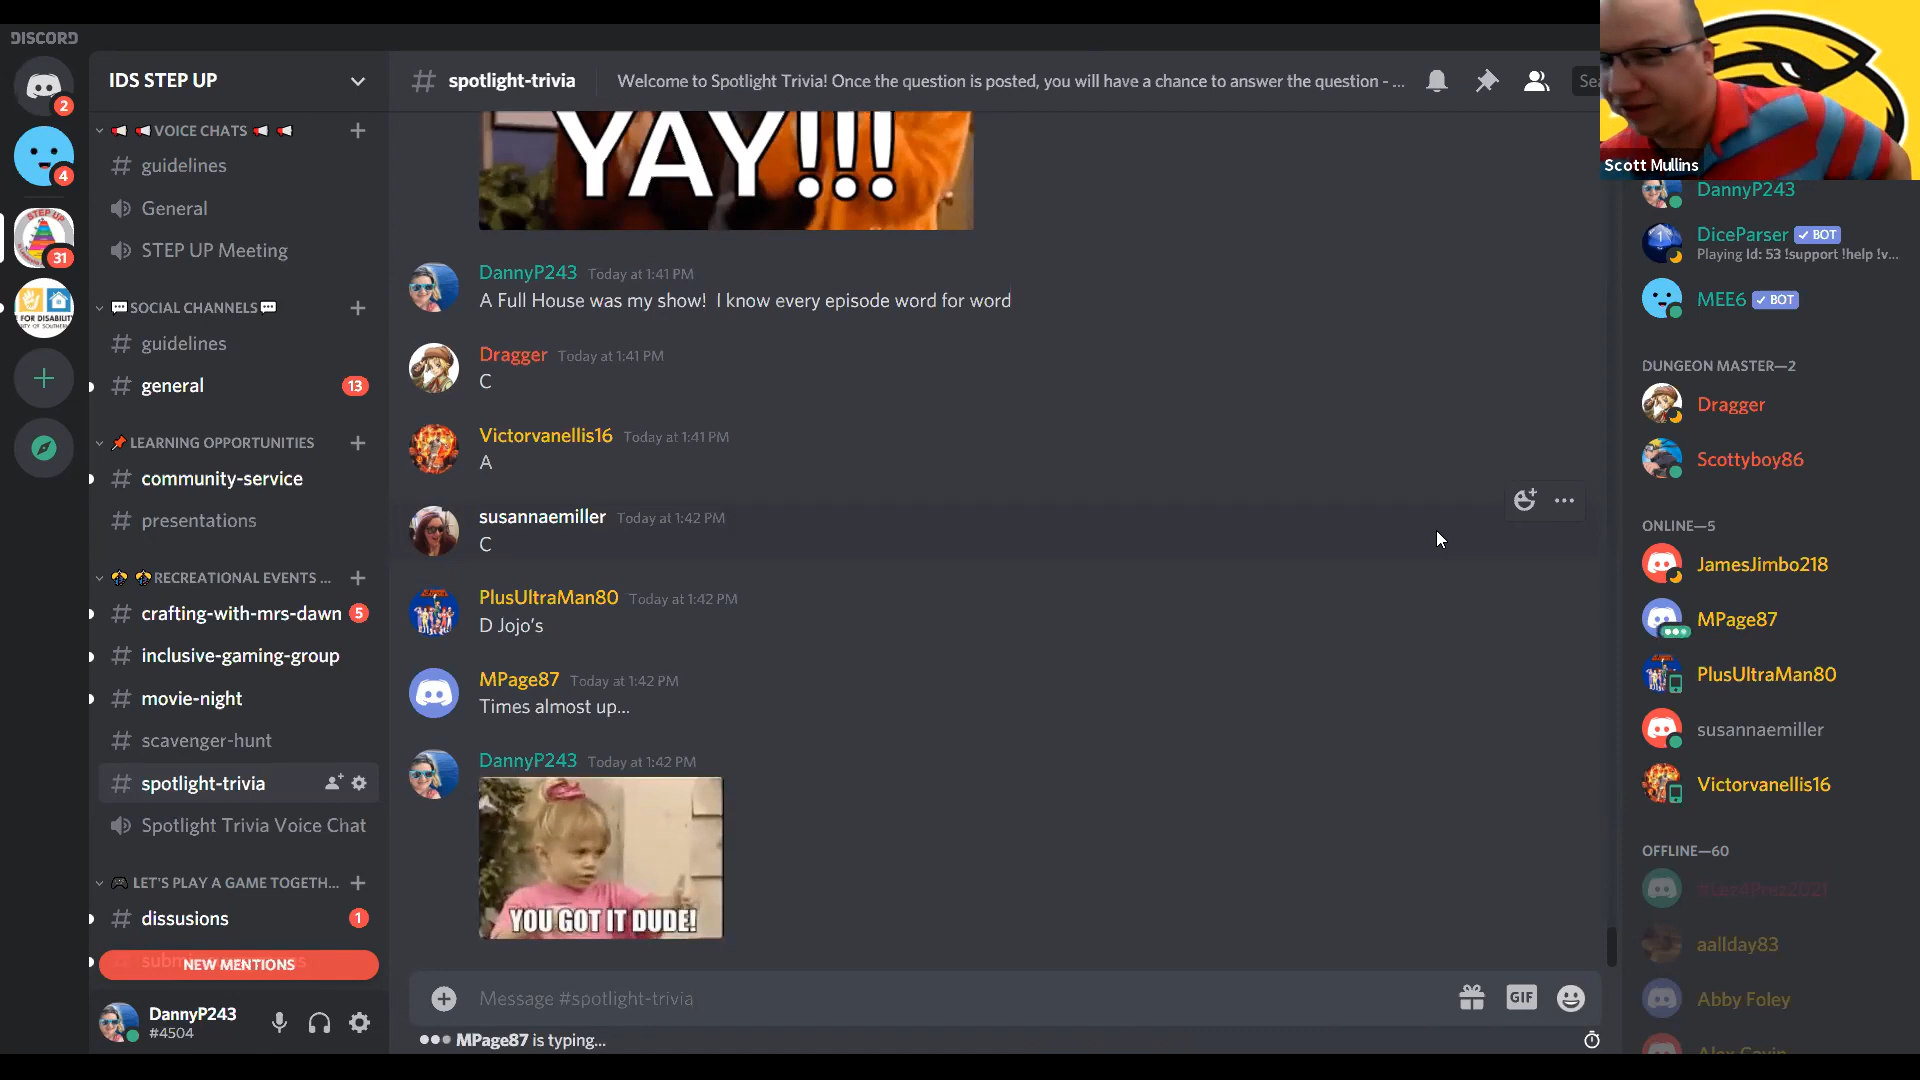 DISCORD
2
4
STEP UP
31
IDS STEP UP
VOICE CHATS
guidelines
General
STEP UP Meeting
SOCIAL CHANNELS
guidelines
general
13
LEARNING OPPORTUNITIES
community-service
presentations
RECREATIONAL EVENTS ...
crafting-with-mrs-dawn
5
inclusive-gaming-group
movie-night
scavenger-hunt
spotlight-trivia
Spotlight Trivia Voice Chat
LET'S PLAY A GAME TOGETH...
dissusions
1
NEW MENTIONS
DannyP243
#4504
# spotlight-trivia
Welcome to Spotlight Trivia! Once the question is posted, you will have a chance to answer the question - ...
YAY!!!
DannyP243 Today at 1:41 PM
A Full House was my show! I know every episode word for word
Dragger Today at 1:41 PM
C
Victorvanellis16 Today at 1:41 PM
A
susannaemiller Today at 1:42 PM
C
PlusUltraMan80 Today at 1:42 PM
D Jojo's
MPage87 Today at 1:42 PM
Times almost up...
DannyP243 Today at 1:42 PM
YOU GOT IT DUDE!
Message #spotlight-trivia
GIF
MPage87 is typing...
Scott Mullins
DannyP243
DiceParser ✓ BOT
Playing Id: 53 !support !help !v...
MEE6 ✓ BOT
DUNGEON MASTER—2
Dragger
Scottyboy86
ONLINE—5
JamesJimbo218
MPage87
PlusUltraMan80
susannaemiller
Victorvanellis16
OFFLINE—60
#Lez4Prez2021
aallday83
Abby Foley